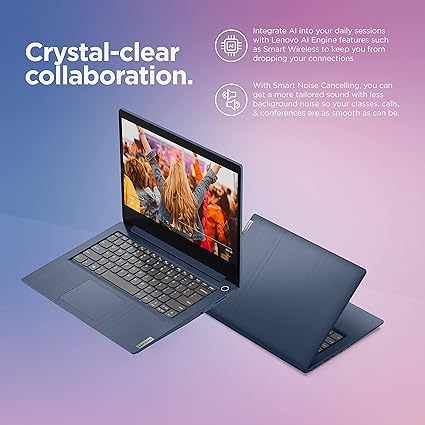 Crystal-clear
collaboration.
AI
Integrate AI into your daily sessions
with Lenovo AI Engine features such
as Smart Wireless to keep you from
dropping your connections
With Smart Noise Cancelling, you can
get a more tailored sound with less
background noise so your classes, calls,
& conferences are as smooth as can be.